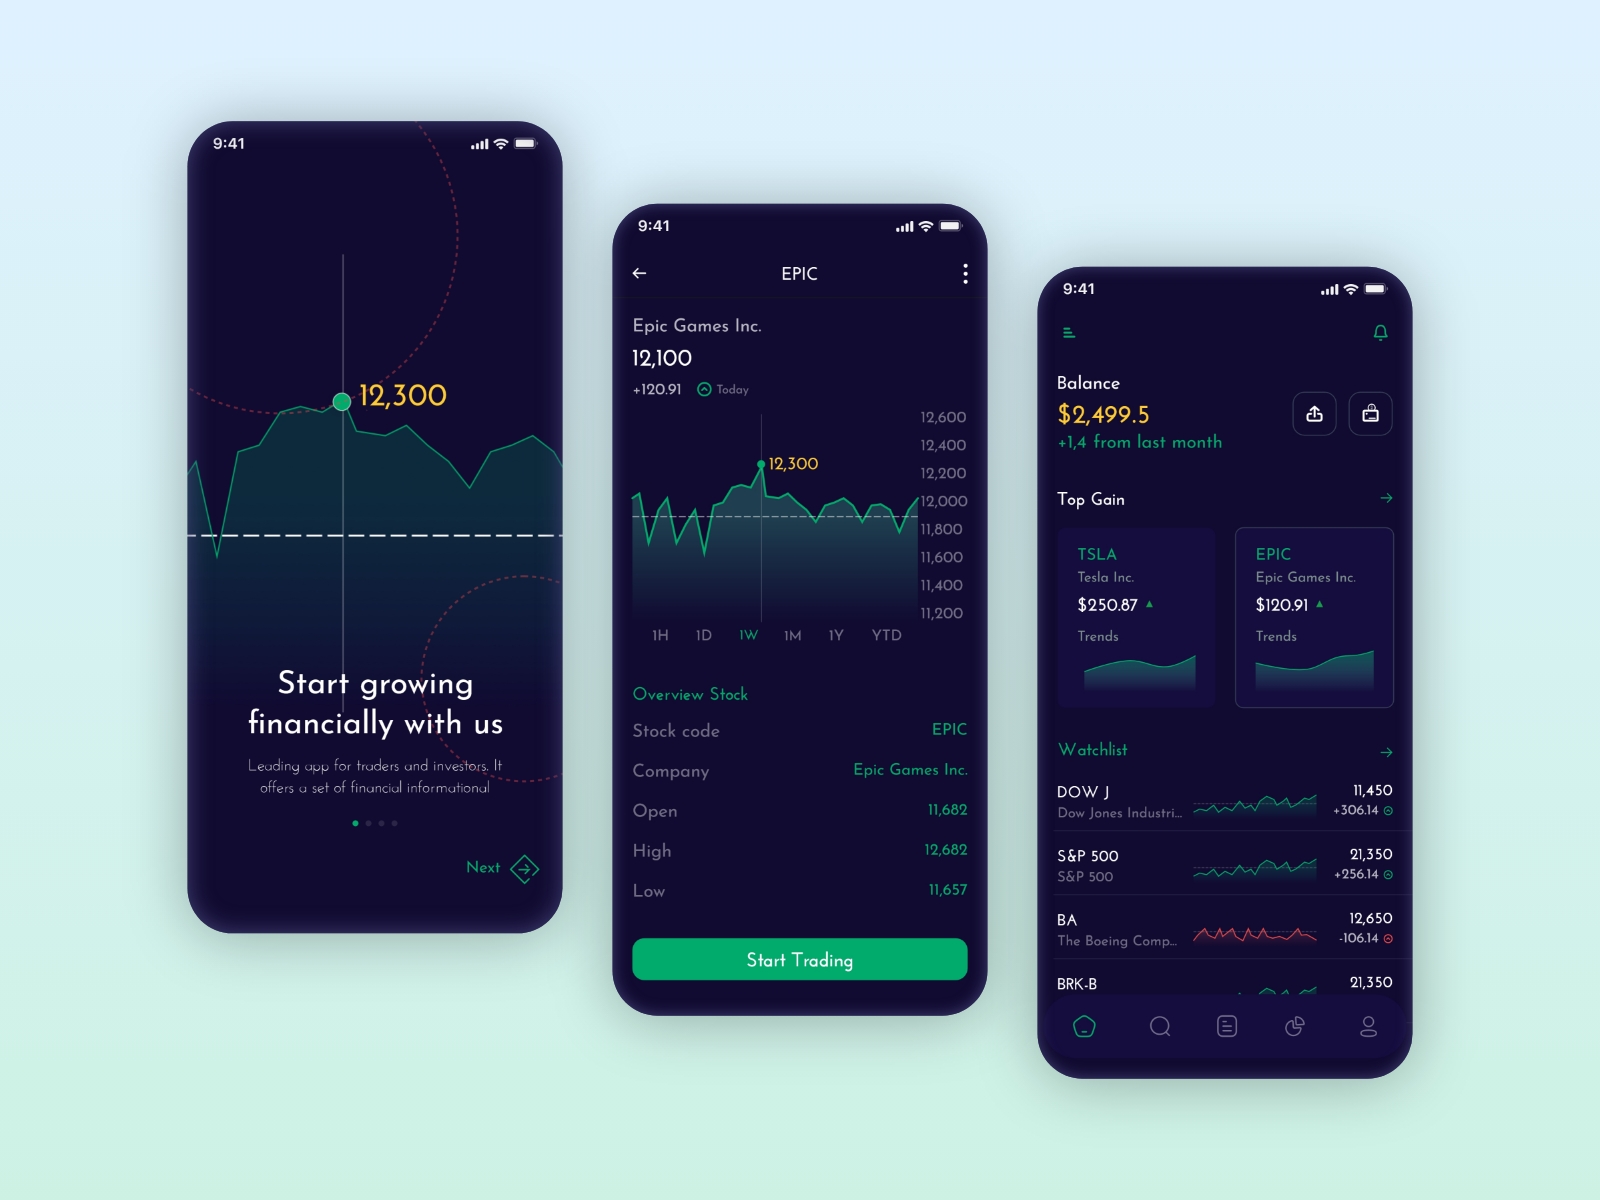 9:41
12,300
Start growing
financially with us
Leading app for traders and investors. It
offers a set of financial informational
Next
9:41
EPIC
Epic Games Inc.
12,100
+120.91 Today
12,600
12,400
12,300
12,200
12,000
11,800
11,600
11,400
11,200
1H 1D 1W 1M 1Y YTD
Overview Stock
Stock code EPIC
Company Epic Games Inc.
Open 11,682
High 12,682
Low 11,657
Start Trading
9:41
Balance
$2,499.5
+1,4 from last month
Top Gain
TSLA
Tesla Inc.
$250.87
Trends
EPIC
Epic Games Inc.
$120.91
Trends
Watchlist
DOW J 11,450
Dow Jones Industri... +306.14
S&P 500 21,350
S&P 500 +256.14
BA 12,650
The Boeing Comp... -106.14
BRK-B 21,350